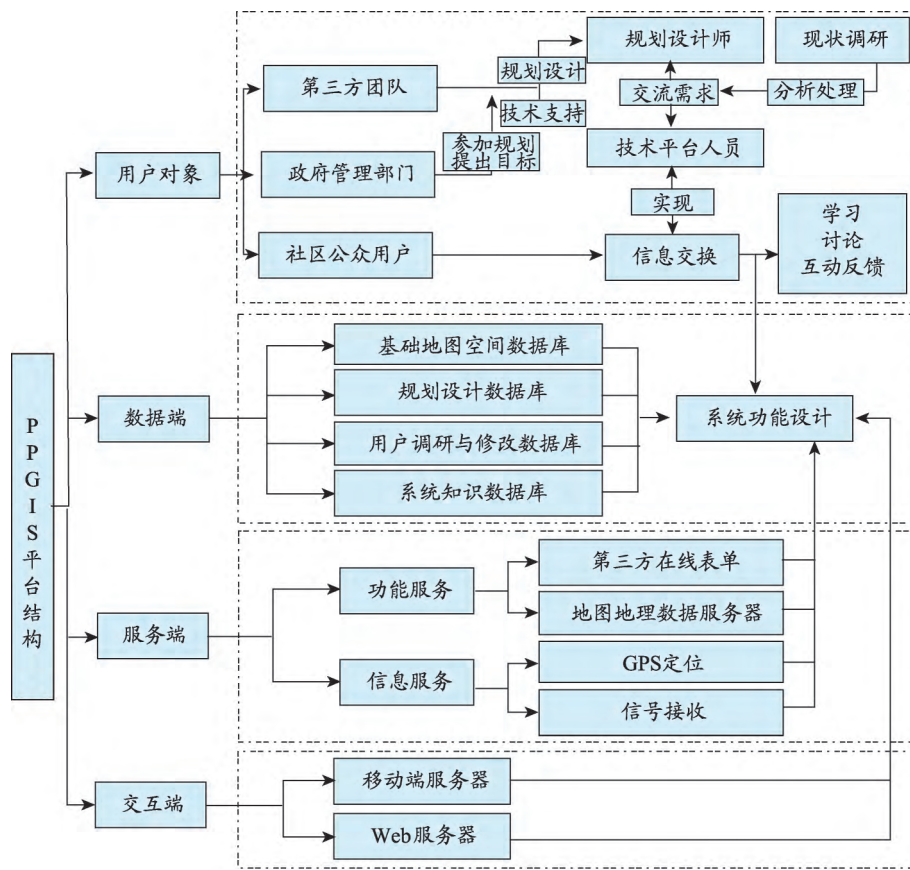 规划设计师
现状调研
规划设计
第三方团队
交流需求
分析处理
技术支持
参加规划
提出目标
技术平台人员
用户对象
政府管理部门
实现
学习
讨论
互动反馈
社区公众用户
信息交换
基础地图空间数据库
规划设计数据库
数据端
系统功能设计
用户调研与修改数据库
系统知识数据库
PPGIS平台结构
第三方在线表单
功能服务
地图地理数据服务器
服务端
GPS定位
信息服务
信号接收
移动端服务器
交互端
Web服务器